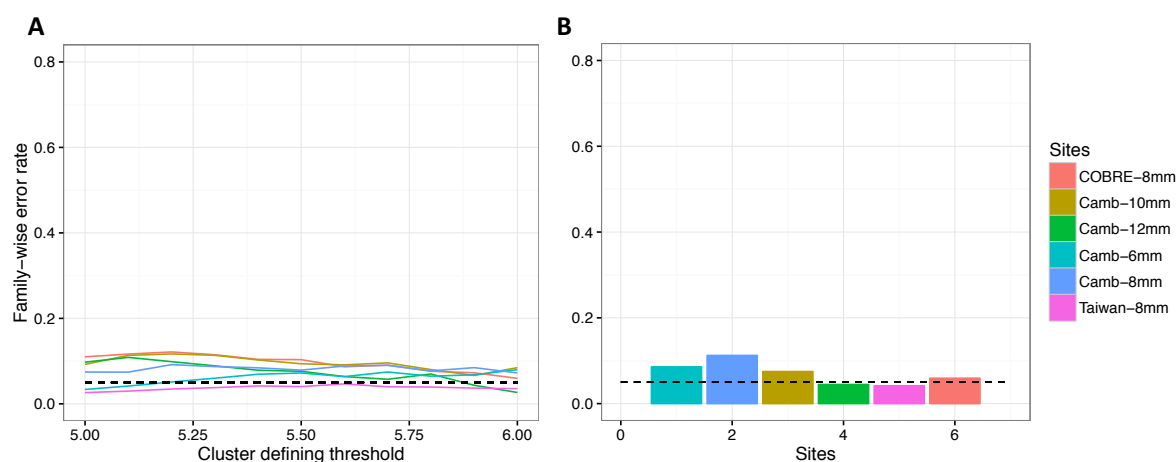 A
B
Family−wise error rate
0.8
0.6
0.4
0.2
0.0
5.00 5.25 5.50 5.75 6.00
Cluster defining threshold
0.8
0.6
0.4
0.2
0.0
0 2 4 6
Sites
Sites
COBRE−8mm
Camb−10mm
Camb−12mm
Camb−6mm
Camb−8mm
Taiwan−8mm